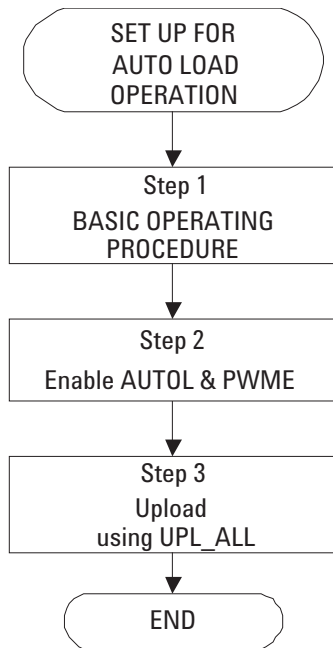 SET UP FOR
AUTO LOAD
OPERATION
Step 1
BASIC OPERATING
PROCEDURE
Step 2
Enable AUTOL & PWME
Step 3
Upload
using UPL_ALL
END